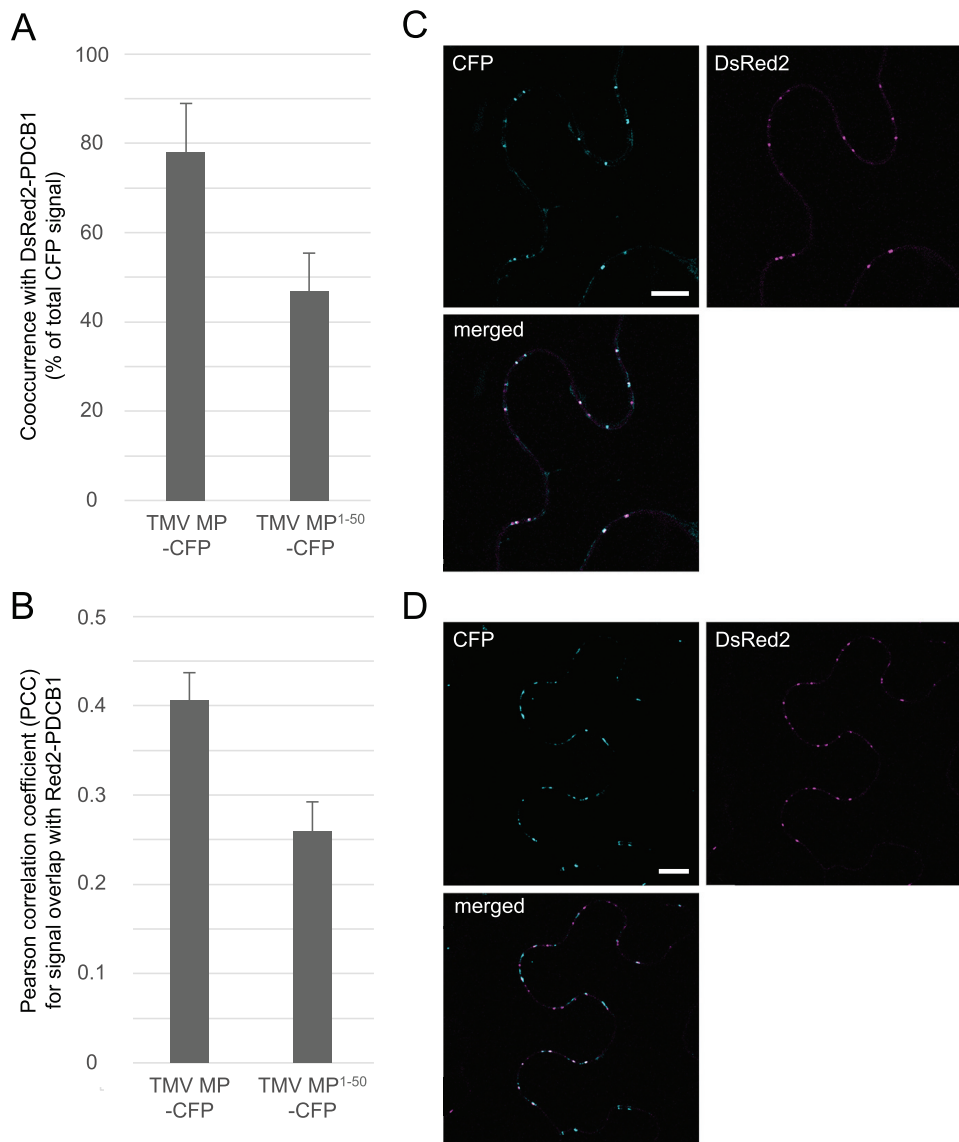 A
Cooccurrence with DsRed2-PDCB1
(% of total CFP signal)
100
80
60
40
20
0
TMV MP
-CFP
TMV MP¹⁻⁵⁰
-CFP
C
CFP
DsRed2
merged
B
Pearson correlation coefficient (PCC)
for signal overlap with Red2-PDCB1
0.5
0.4
0.3
0.2
0.1
0
TMV MP
-CFP
TMV MP¹⁻⁵⁰
-CFP
D
CFP
DsRed2
merged